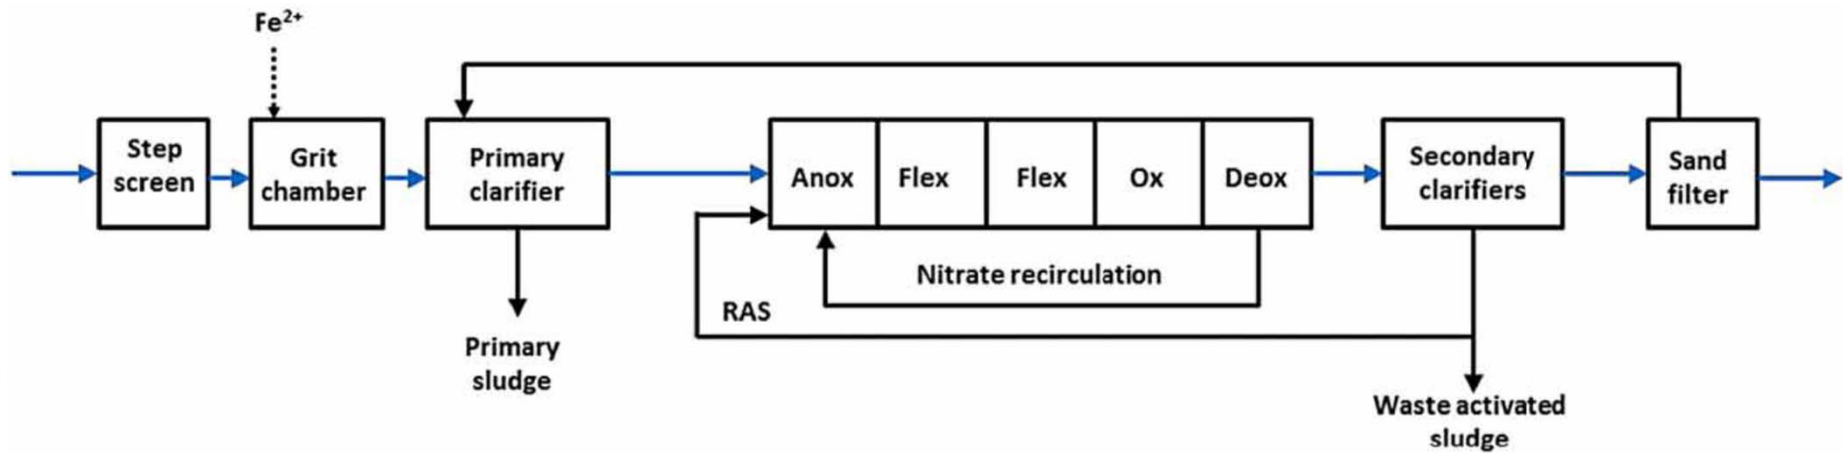 Fe²⁺
Step
screen
Grit
chamber
Primary
clarifier
Anox
Flex
Flex
Ox
Deox
Secondary
clarifiers
Sand
filter
Nitrate recirculation
RAS
Primary
sludge
Waste activated
sludge